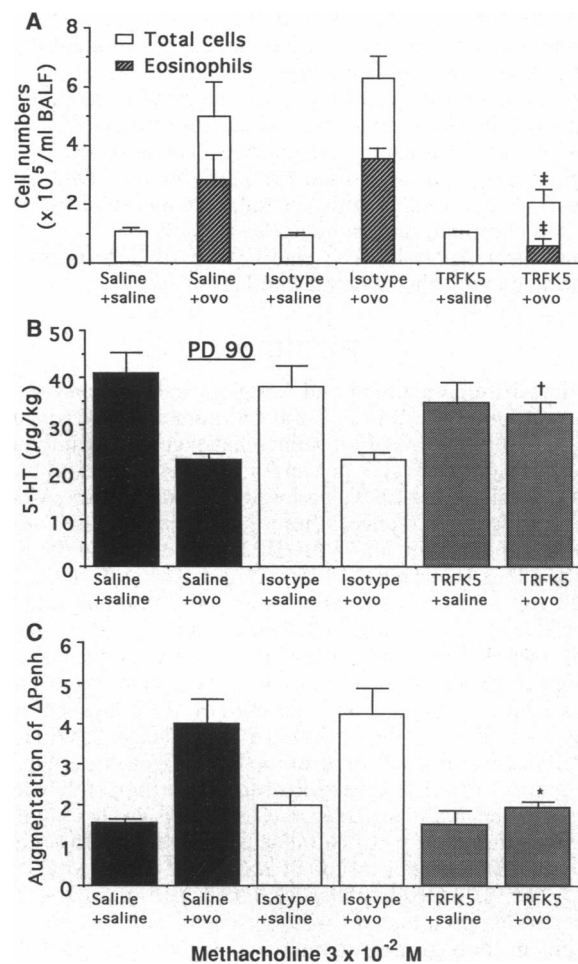 A
8
6
4
2
0
Cell numbers
(x 10⁵/ml BALF)
Total cells
Eosinophils
‡
‡
Saline
+saline
Saline
+ovo
Isotype
+saline
Isotype
+ovo
TRFK5
+saline
TRFK5
+ovo
B
50
40
30
20
10
0
5-HT (µg/kg)
PD 90
†
Saline
+saline
Saline
+ovo
Isotype
+saline
Isotype
+ovo
TRFK5
+saline
TRFK5
+ovo
C
6
5
4
3
2
1
0
Augmentation of ΔPenh
*
Saline
+saline
Saline
+ovo
Isotype
+saline
Isotype
+ovo
TRFK5
+saline
TRFK5
+ovo
Methacholine 3 x 10⁻² M